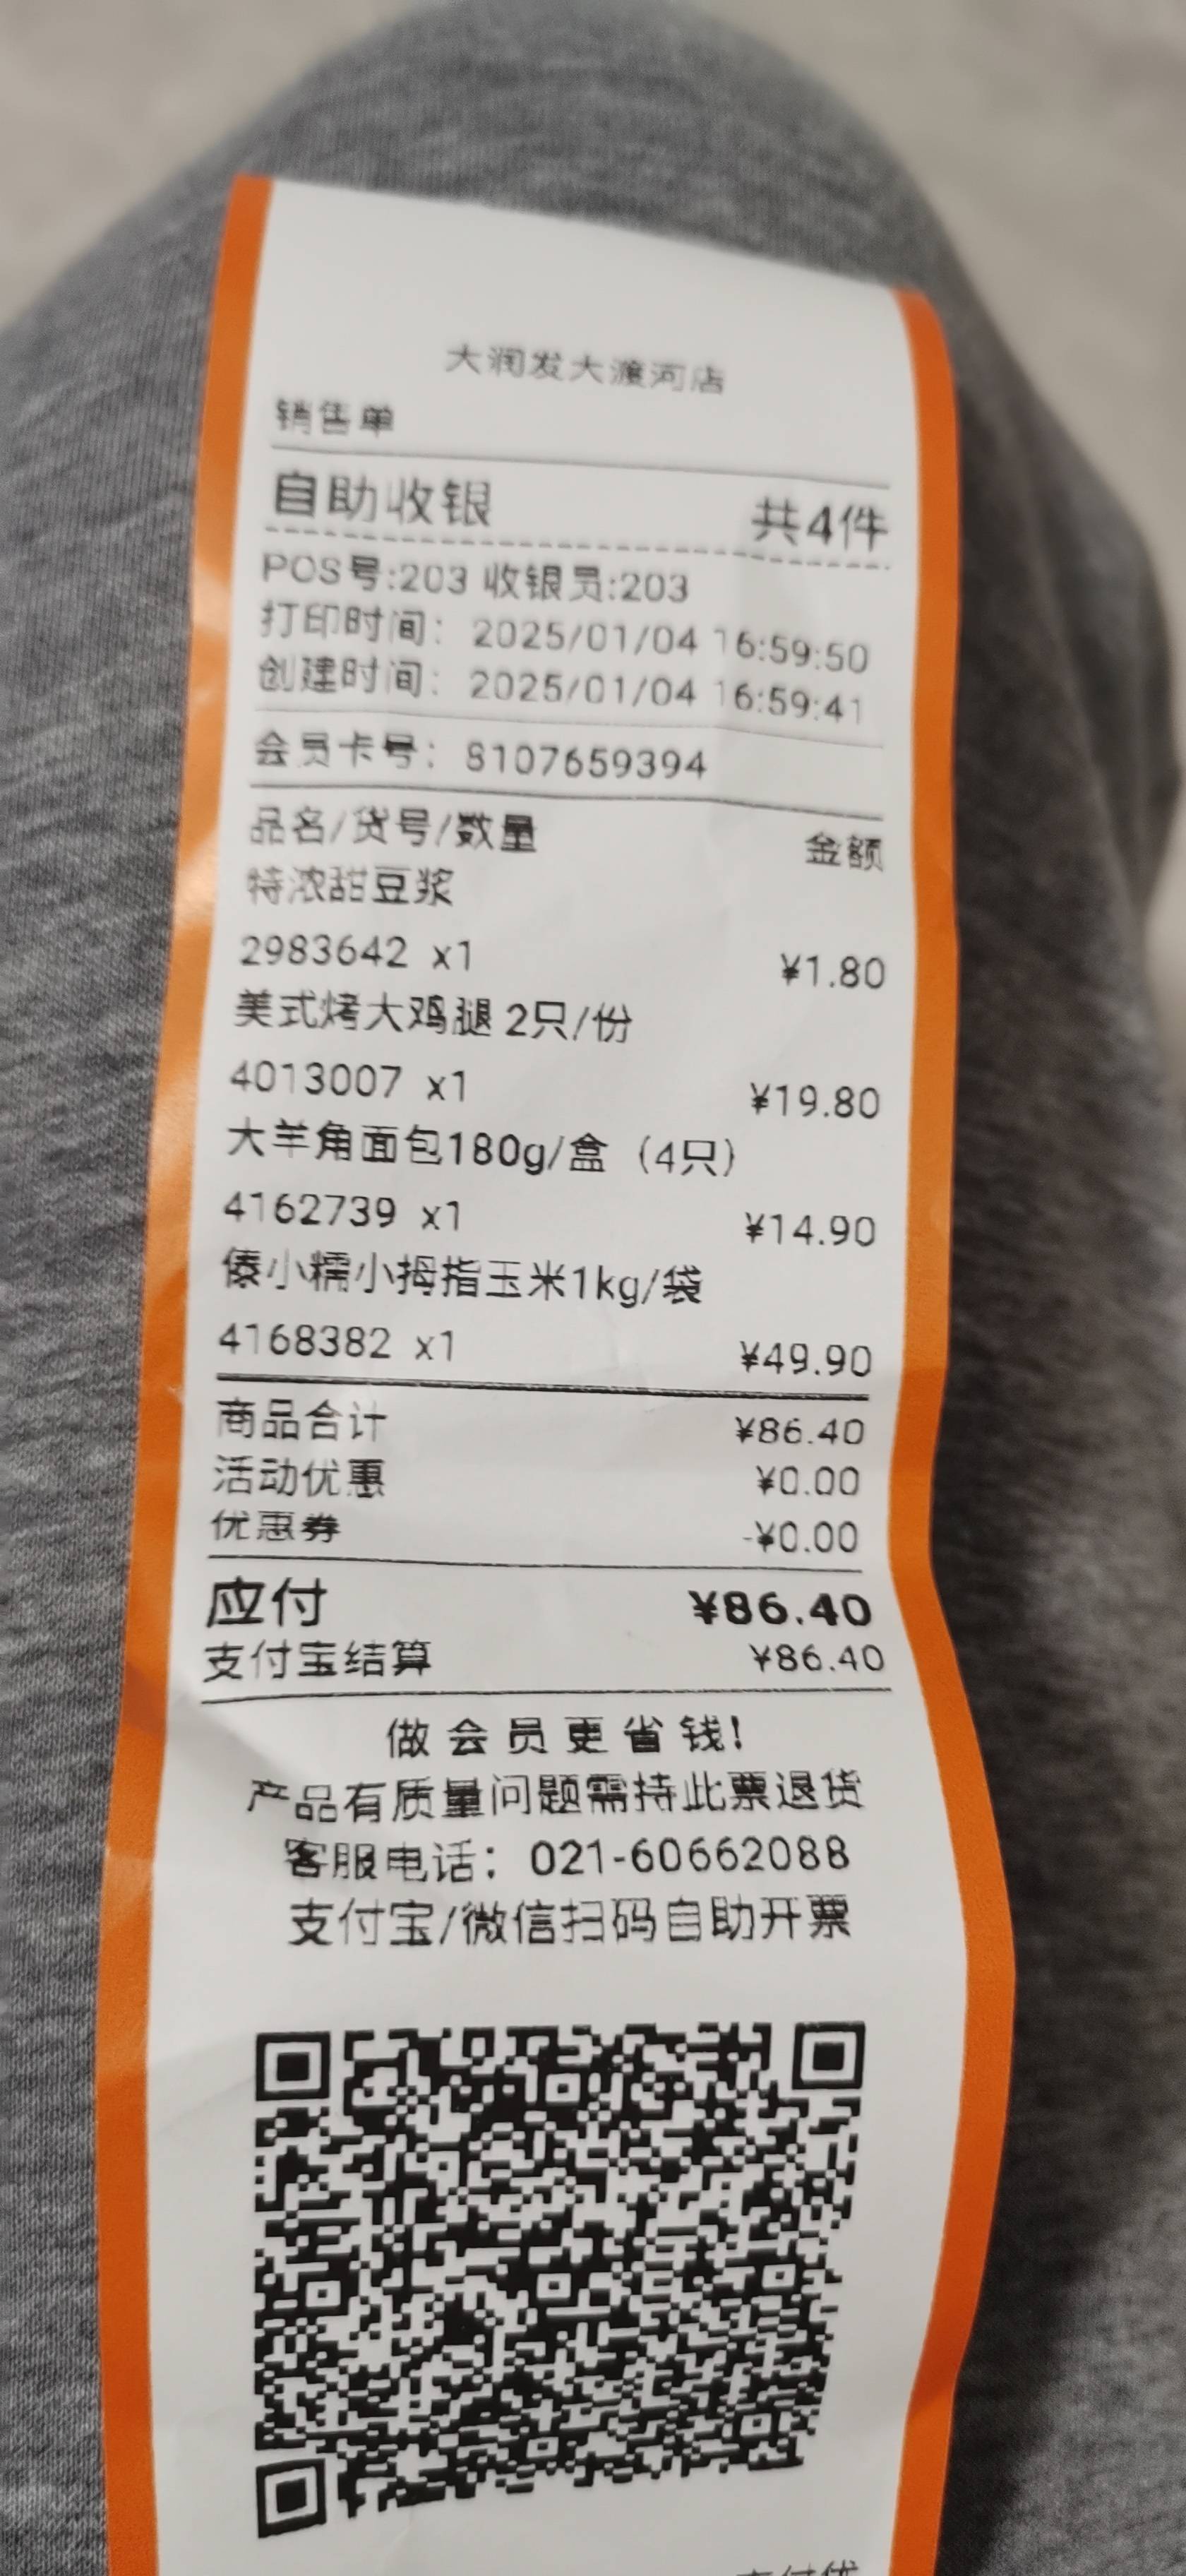 大润发大渡河店
销售单
自助收银 共4件
POS号:203 收银员:203
打印时间: 2025/01/04 16:59:50
创建时间: 2025/01/04 16:59:41
会员卡号: 8107659394
品名/货号/数量 金额
特浓甜豆浆
2983642 x1 ¥1.80
美式烤大鸡腿 2只/份
4013007 x1 ¥19.80
大羊角面包180g/盒（4只）
4162739 x1 ¥14.90
傣小糯小拇指玉米1kg/袋
4168382 x1 ¥49.90
商品合计 ¥86.40
活动优惠 ¥0.00
优惠券 -¥0.00
应付 ¥86.40
支付宝结算 ¥86.40
做会员更省钱!
产品有质量问题需持此票退货
客服电话: 021-60662088
支付宝/微信扫码自助开票